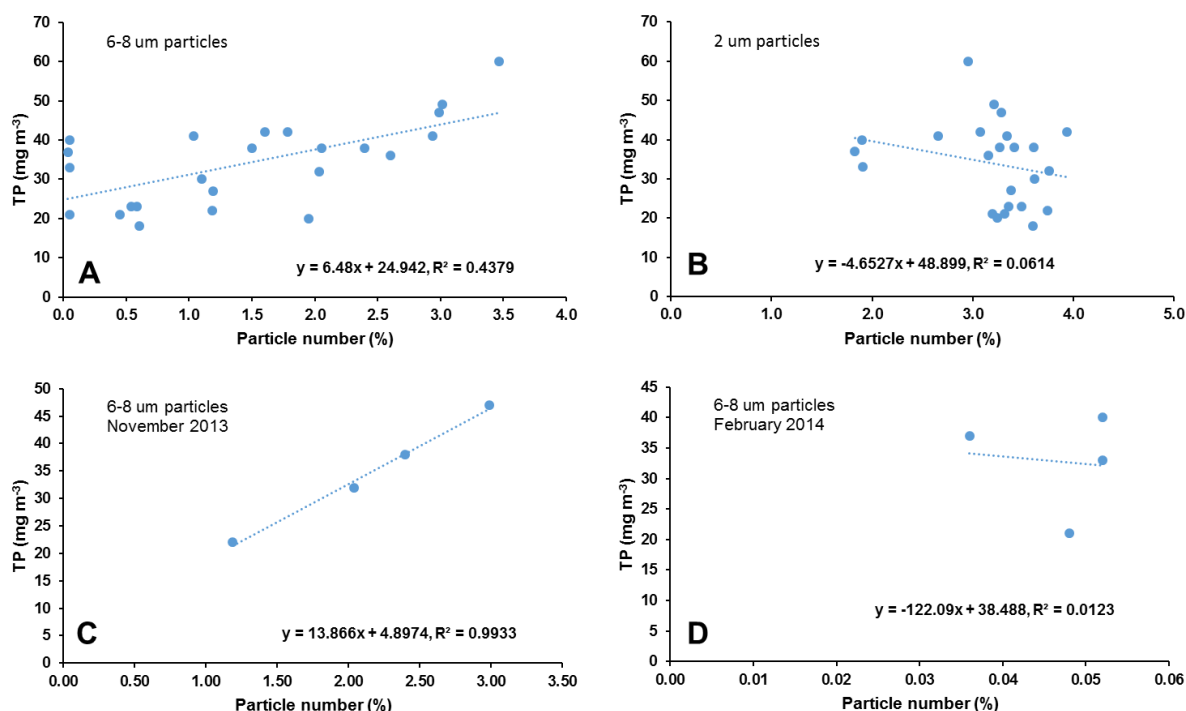 70
60
50
40
30
20
10
0
TP (mg m⁻³)
6-8 um particles
A
y = 6.48x + 24.942, R² = 0.4379
0.0 0.5 1.0 1.5 2.0 2.5 3.0 3.5 4.0
Particle number (%)
70
60
50
40
30
20
10
0
TP (mg m⁻³)
2 um particles
B
y = -4.6527x + 48.899, R² = 0.0614
0.0 1.0 2.0 3.0 4.0 5.0
Particle number (%)
50
45
40
35
30
25
20
15
10
5
0
TP (mg m⁻³)
6-8 um particles
November 2013
C
y = 13.866x + 4.8974, R² = 0.9933
0.00 0.50 1.00 1.50 2.00 2.50 3.00 3.50
Particle number (%)
45
40
35
30
25
20
15
10
5
0
TP (mg m⁻³)
6-8 um particles
February 2014
D
y = -122.09x + 38.488, R² = 0.0123
0.00 0.01 0.02 0.03 0.04 0.05 0.06
Particle number (%)